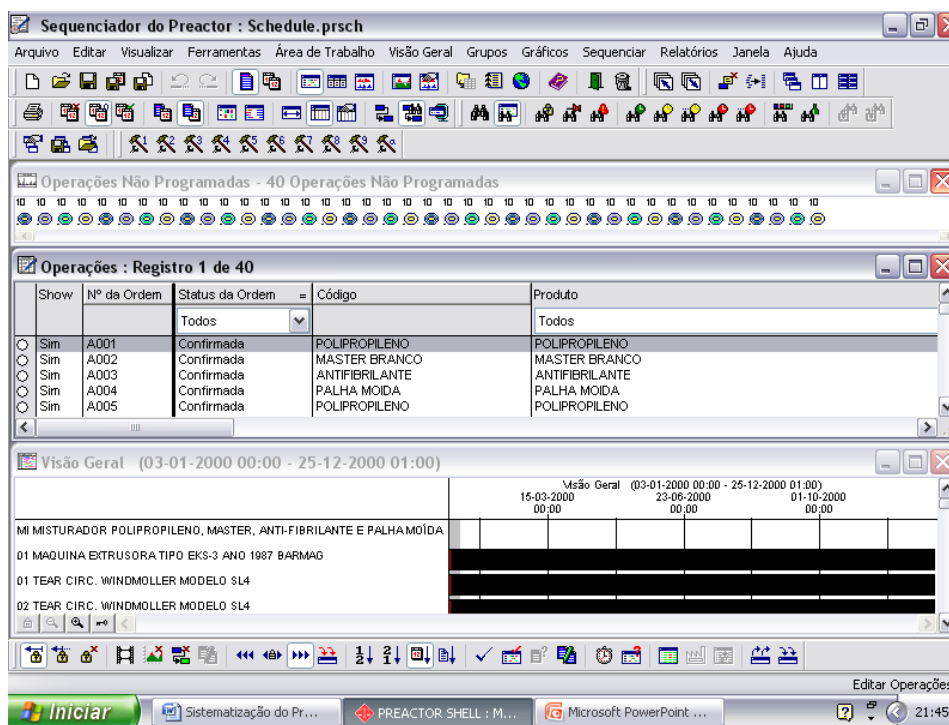 Sequenciador do Preactor : Schedule.prsch
Arquivo Editar Visualizar Ferramentas Área de Trabalho Visão Geral Grupos Gráficos Sequenciar Relatórios Janela Ajuda
Operações Não Programadas - 40 Operações Não Programadas
10 10 10 10 10 10 10 10 10 10 10 10 10 10 10 10 10 10 10 10 10 10 10 10 10 10 10 10 10 10 10 10 10 10 10 10 10 10 10 10
Operações : Registro 1 de 40
Show Nº da Ordem Status da Ordem = Código Produto
Todos Todos
Sim A001 Confirmada POLIPROPILENO POLIPROPILENO
Sim A002 Confirmada MASTER BRANCO MASTER BRANCO
Sim A003 Confirmada ANTIFIBRILANTE ANTIFIBRILANTE
Sim A004 Confirmada PALHA MOIDA PALHA MOIDA
Sim A005 Confirmada POLIPROPILENO POLIPROPILENO
Visão Geral (03-01-2000 00:00 - 25-12-2000 01:00)
Visão Geral (03-01-2000 00:00 - 25-12-2000 01:00)
15-03-2000 23-06-2000 01-10-2000
00:00 00:00 00:00
MI MISTURADOR POLIPROPILENO, MASTER, ANTI-FIBRILANTE E PALHA MOÍDA
01 MAQUINA EXTRUSORA TIPO EKS-3 ANO 1987 BARMAG
01 TEAR CIRC. WINDMOLLER MODELO SL4
02 TEAR CIRC. WINDMOLLER MODELO SL4
Editar Operações
Iniciar Sistematização do Pr... PREACTOR SHELL : M... Microsoft PowerPoint ... 21:45